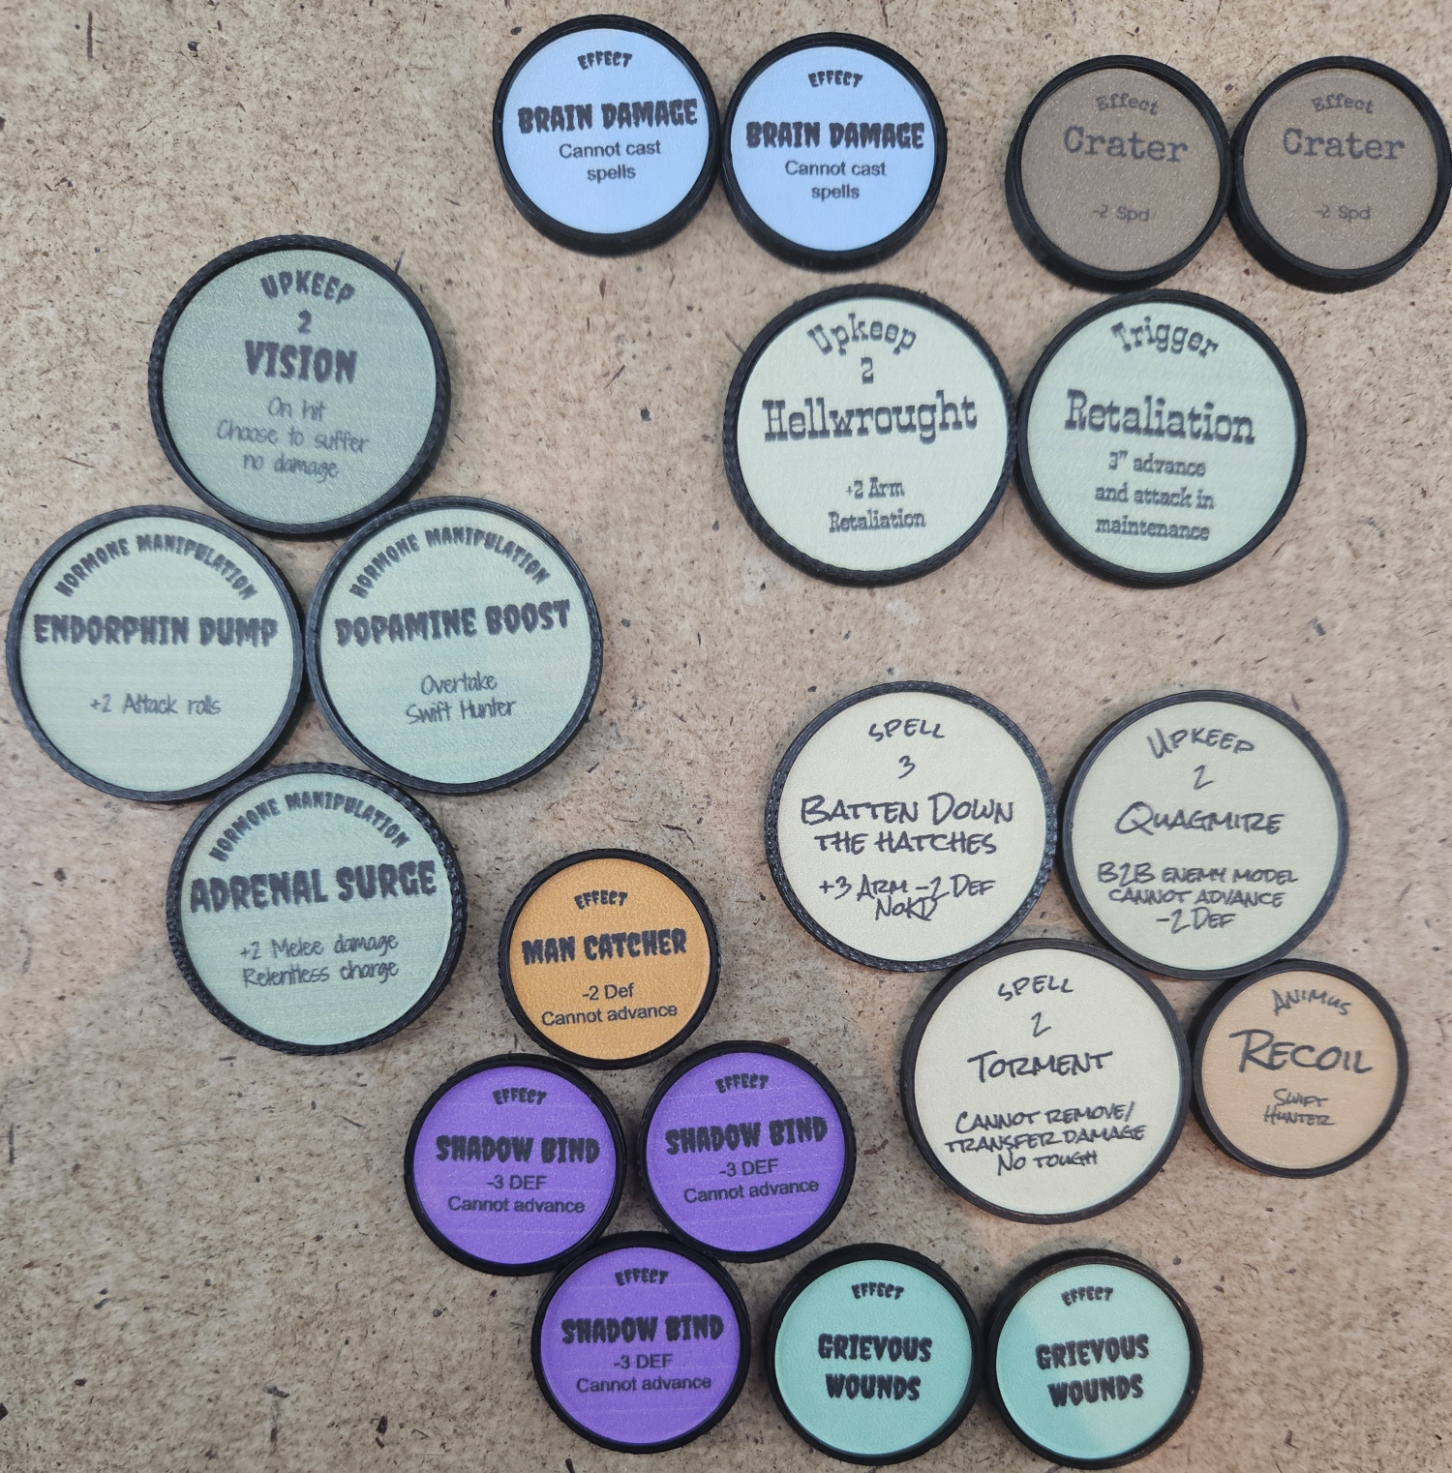 EFFECT
BRAIN DAMAGE
Cannot cast
spells
EFFECT
BRAIN DAMAGE
Cannot cast
spells
Effect
Crater
-2 Spd
Effect
Crater
-2 Spd
UPKEEP
2
VISION
On hit
Choose to suffer
no damage
Upkeep
2
Hellwrought
+2 Arm
Retaliation
Trigger
Retaliation
3" advance
and attack in
maintenance
HORMONE MANIPULATION
ENDORPHIN DUMP
+2 Attack rolls
HORMONE MANIPULATION
DOPAMINE BOOST
Overtake
Swift Hunter
HORMONE MANIPULATION
ADRENAL SURGE
+2 Melee damage
Relentless charge
SPELL
3
BATTEN DOWN
THE HATCHES
+3 ARM -2 DEF
NOKD
UPKEEP
2
QUAGMIRE
B2B ENEMY MODEL
CANNOT ADVANCE
-2 DEF
EFFECT
MAN CATCHER
-2 Def
Cannot advance
SPELL
2
TORMENT
CANNOT REMOVE/
TRANSFER DAMAGE
NO TOUGH
ANIMUS
RECOIL
SWIFT
HUNTER
EFFECT
SHADOW BIND
-3 DEF
Cannot advance
EFFECT
SHADOW BIND
-3 DEF
Cannot advance
EFFECT
SHADOW BIND
-3 DEF
Cannot advance
EFFECT
GRIEVOUS
WOUNDS
EFFECT
GRIEVOUS
WOUNDS